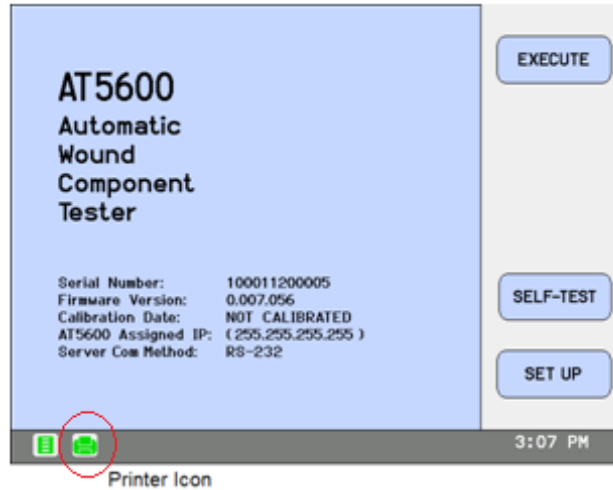 AT5600
Automatic
Wound
Component
Tester
Serial Number: 100011200005
Firmware Version: 0.007.056
Calibration Date: NOT CALIBRATED
AT5600 Assigned IP: (255.255.255.255)
Server Com Method: RS-232
EXECUTE
SELF-TEST
SET UP
3:07 PM
Printer Icon